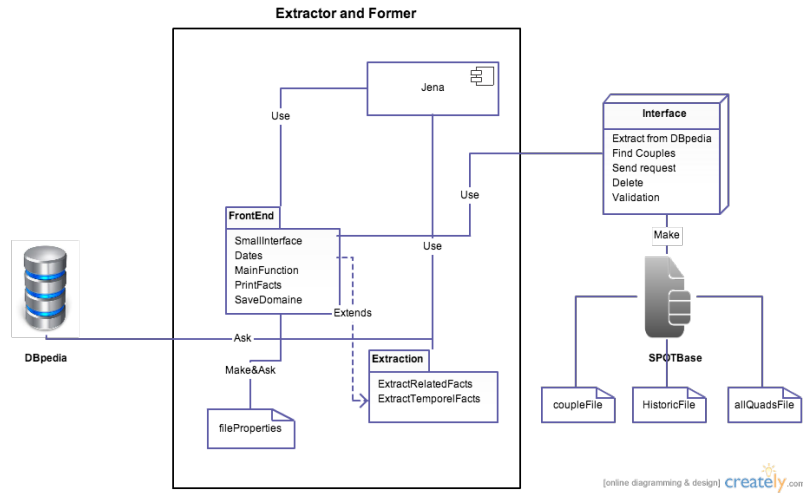 Extractor and Former
Jena
Use
Interface
Extract from DBpedia
Find Couples
Send request
Delete
Validation
Use
FrontEnd
SmallInterface
Dates
MainFunction
PrintFacts
SaveDomaine
Use
Make
Extends
Ask
DBpedia
Make&Ask
Extraction
ExtractRelatedFacts
ExtractTemporelFacts
SPOTBase
fileProperties
coupleFile
HistoricFile
allQuadsFile
[online diagramming & design] creately.com